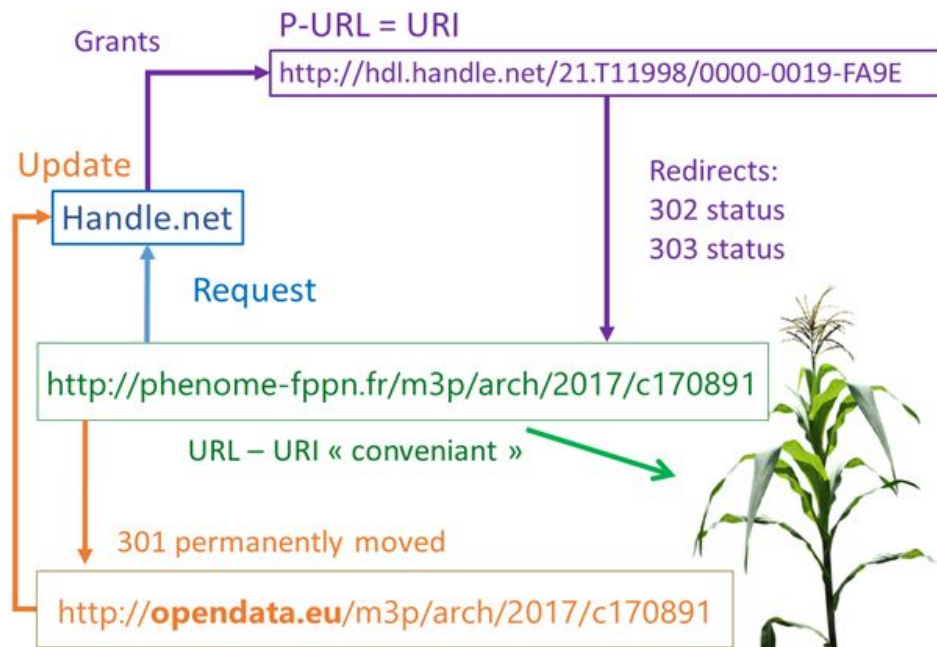 P-URL = URI
Grants
http://hdl.handle.net/21.T11998/0000-0019-FA9E
Update
Handle.net
Redirects:
302 status
303 status
Request
http://phenome-fppn.fr/m3p/arch/2017/c170891
URL – URI « conveniant »
301 permanently moved
http://opendata.eu/m3p/arch/2017/c170891